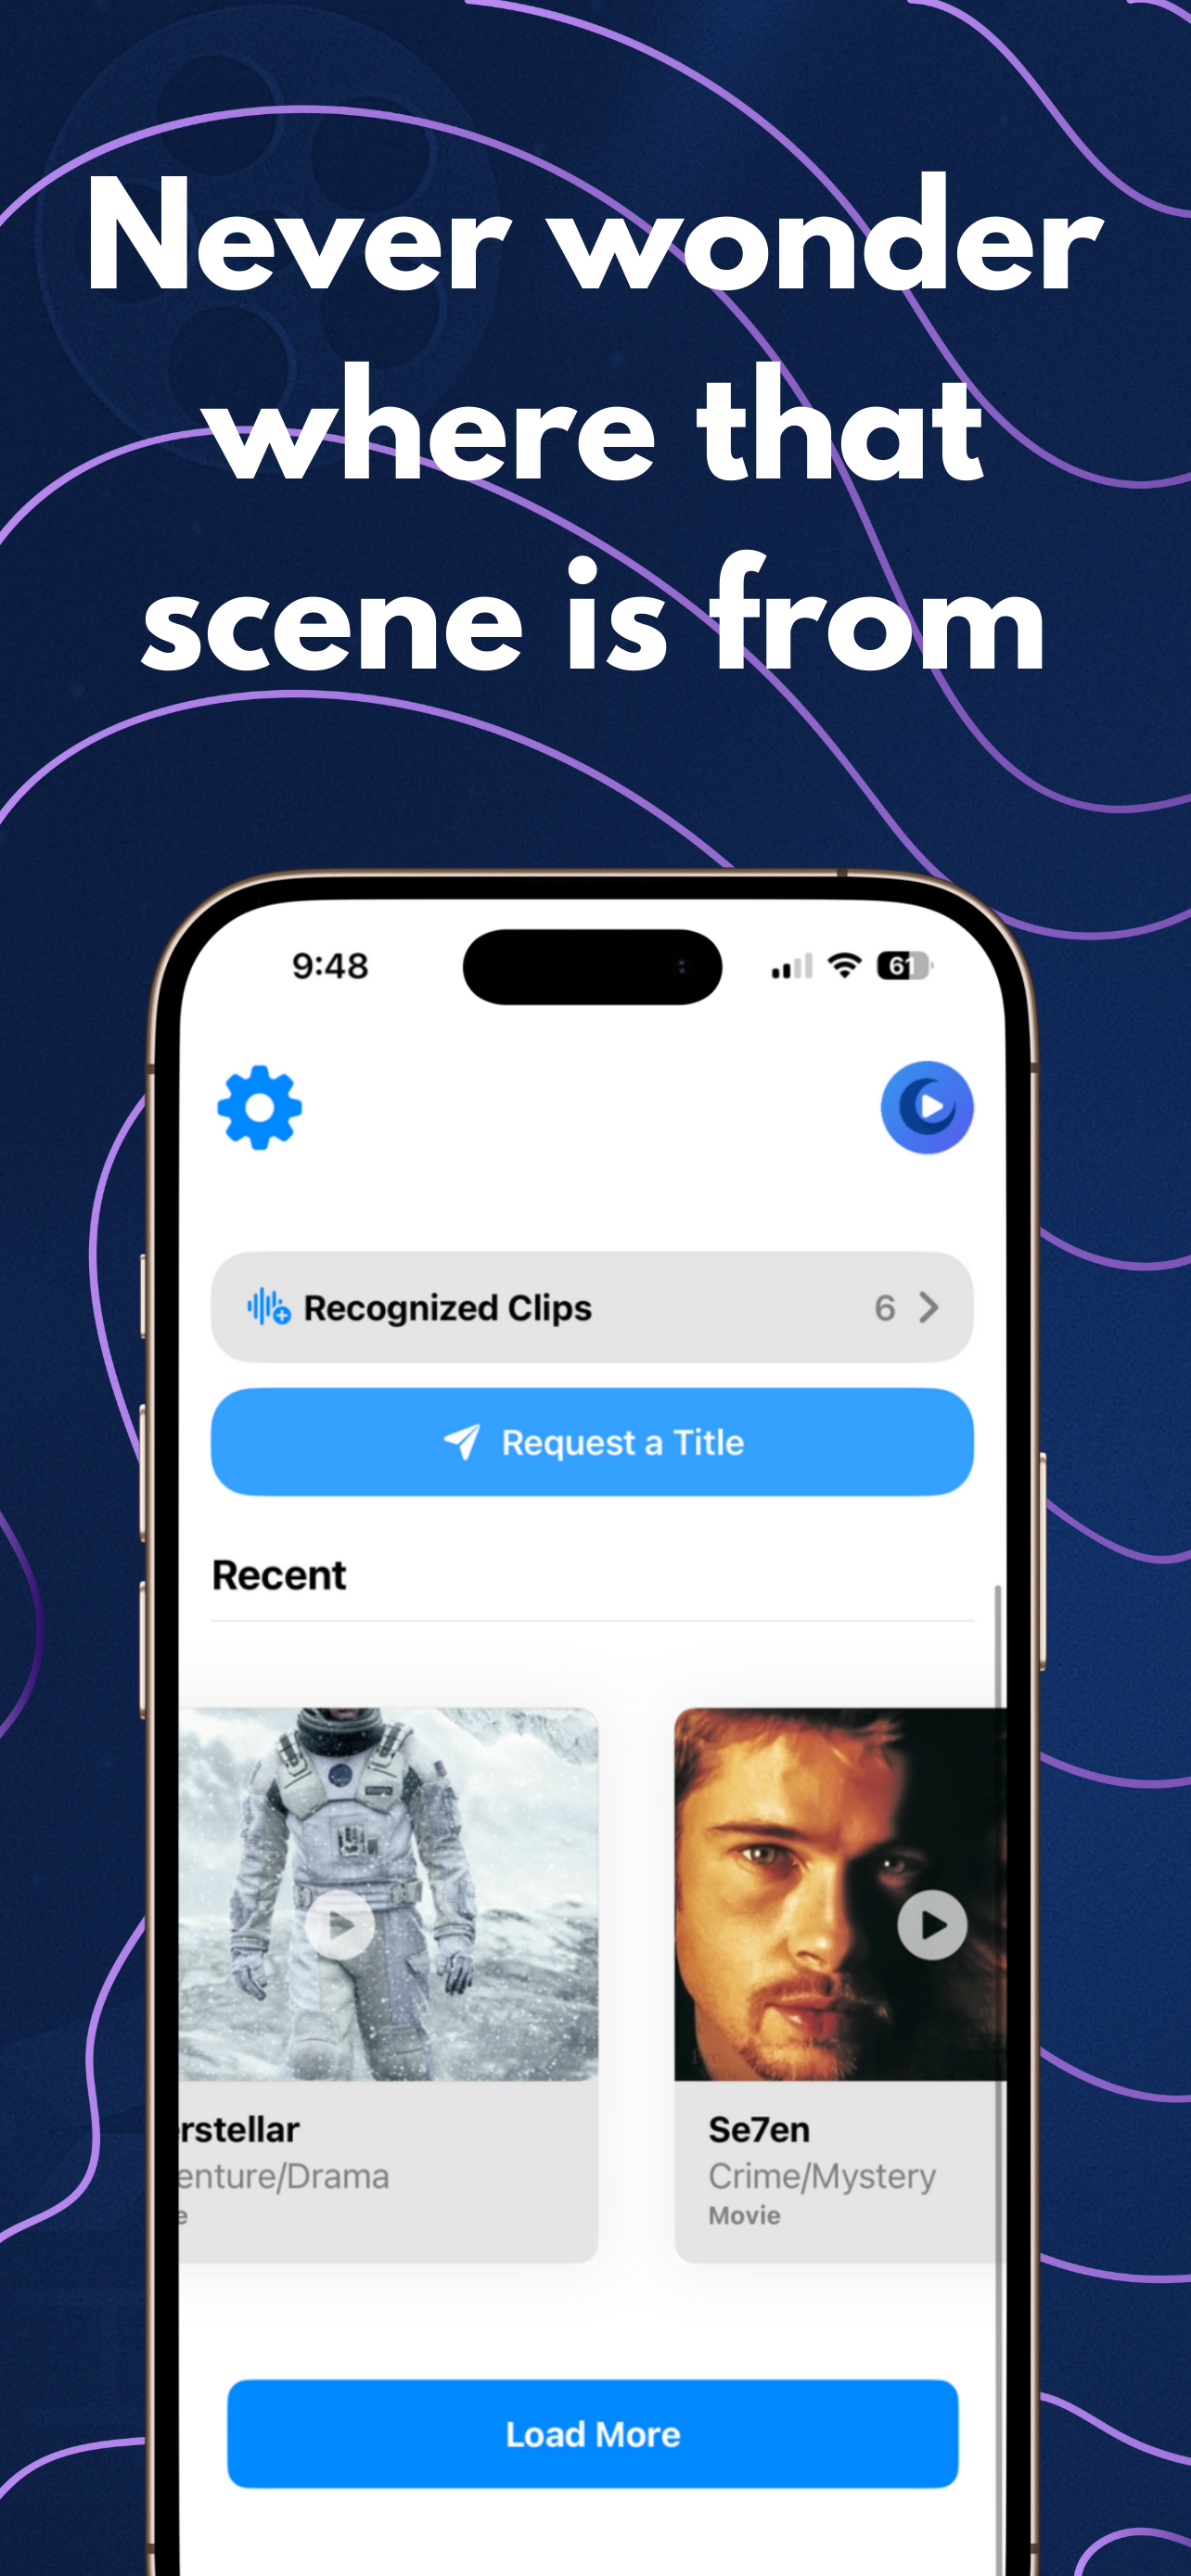 Never wonder
where that
scene is from
9:48
61
Recognized Clips 6
Request a Title
Recent
erstellar
Se7en
enture/Drama
Crime/Mystery
e
Movie
Load More